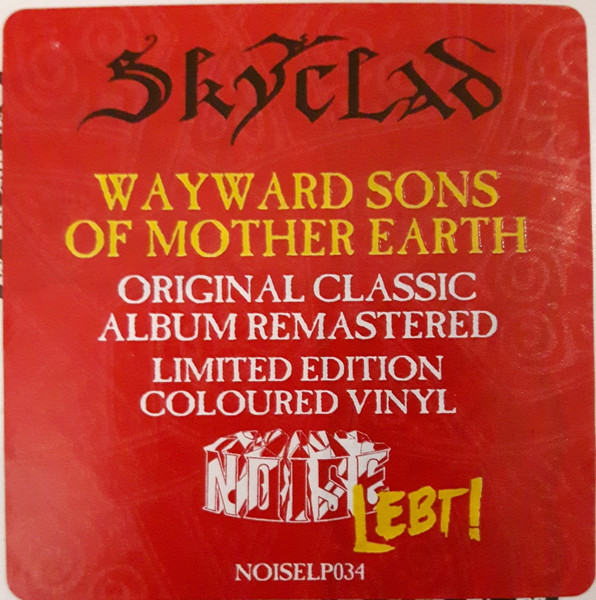 Skyclad
WAYWARD SONS
OF MOTHER EARTH
ORIGINAL CLASSIC
ALBUM REMASTERED
LIMITED EDITION
COLOURED VINYL
NOISE
LEBT!
NOISELP034